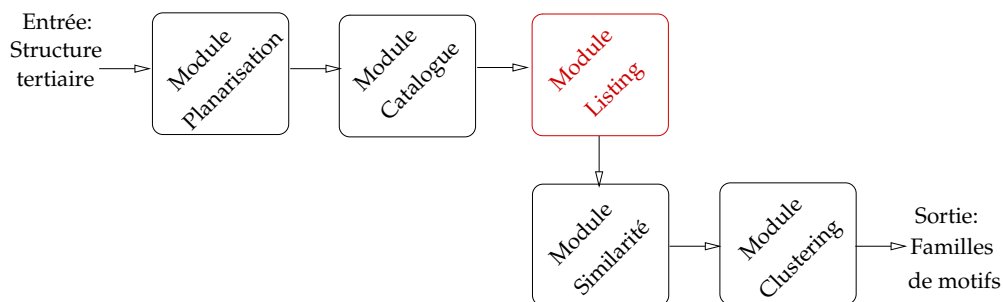 Entrée:
Structure
tertiaire
Module
Planarisation
Module
Catalogue
Module
Listing
Module
Similarité
Module
Clustering
Sortie:
Familles
de motifs